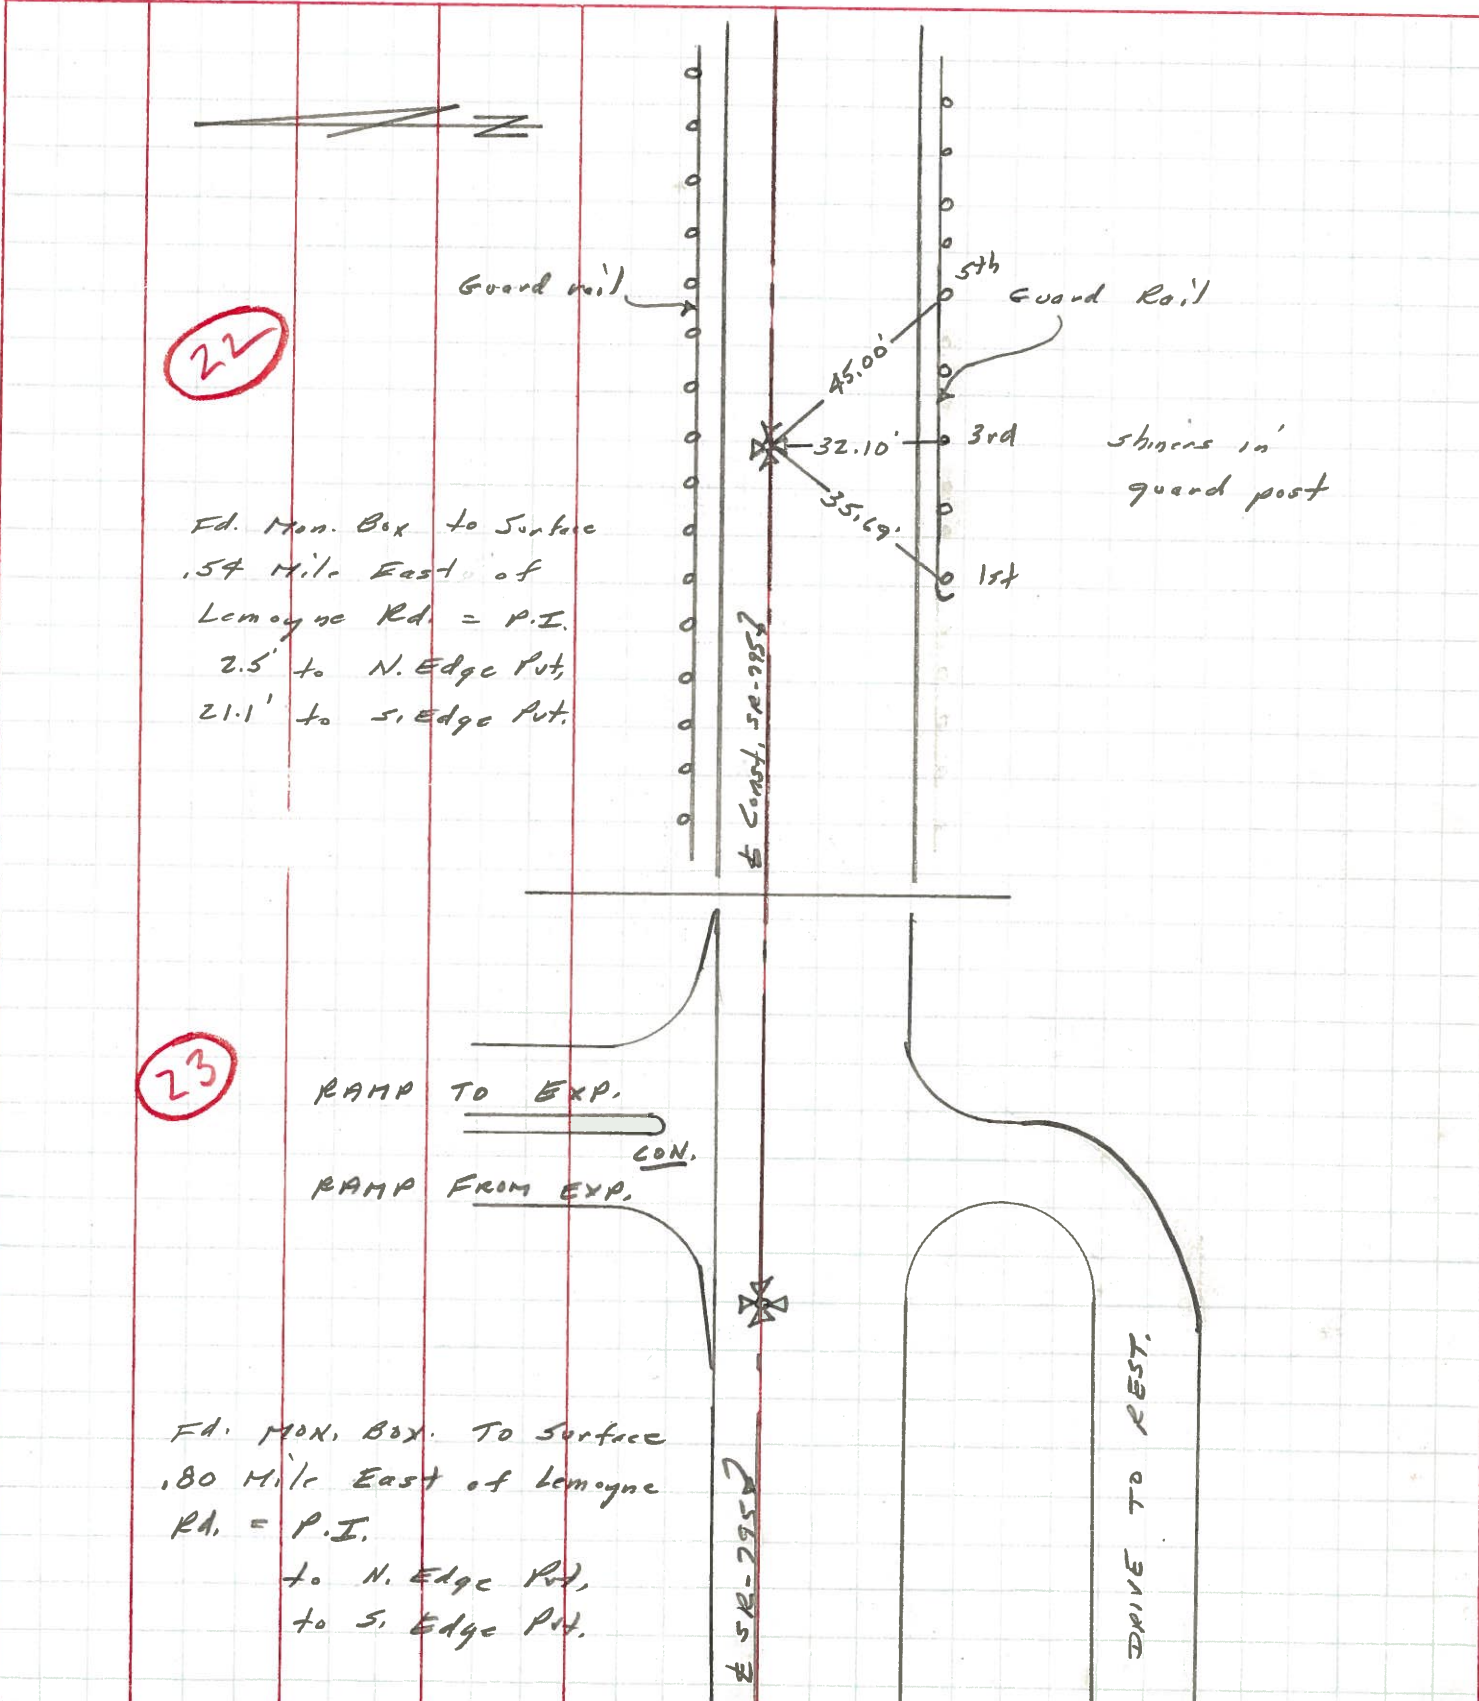 N
5th
Guard rail
Guard Rail
22
45.00'
32.10'
3rd
shiners in
guard post
35.69'
1st
Fd. Mon. Box to Surface
.54 Mile East of
Lemoyne Rd. = P.I.
2.5' to N. Edge Pvt.
21.1' to S. Edge Pvt.
℄ Const. SR-795
23
RAMP TO EXP.
CON.
RAMP FROM EXP.
Fd. MON. BOX. TO Surface
.80 Mile East of Lemoyne
Rd. = P.I.
to N. Edge Pvt.
to S. Edge Pvt.
℄ SR-795
DRIVE TO REST.